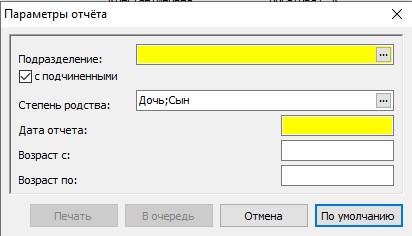 Параметры отчёта
Подразделение:
с подчиненными
Степень родства: Дочь;Сын
Дата отчета:
Возраст с:
Возраст по:
Печать В очередь Отмена По умолчанию